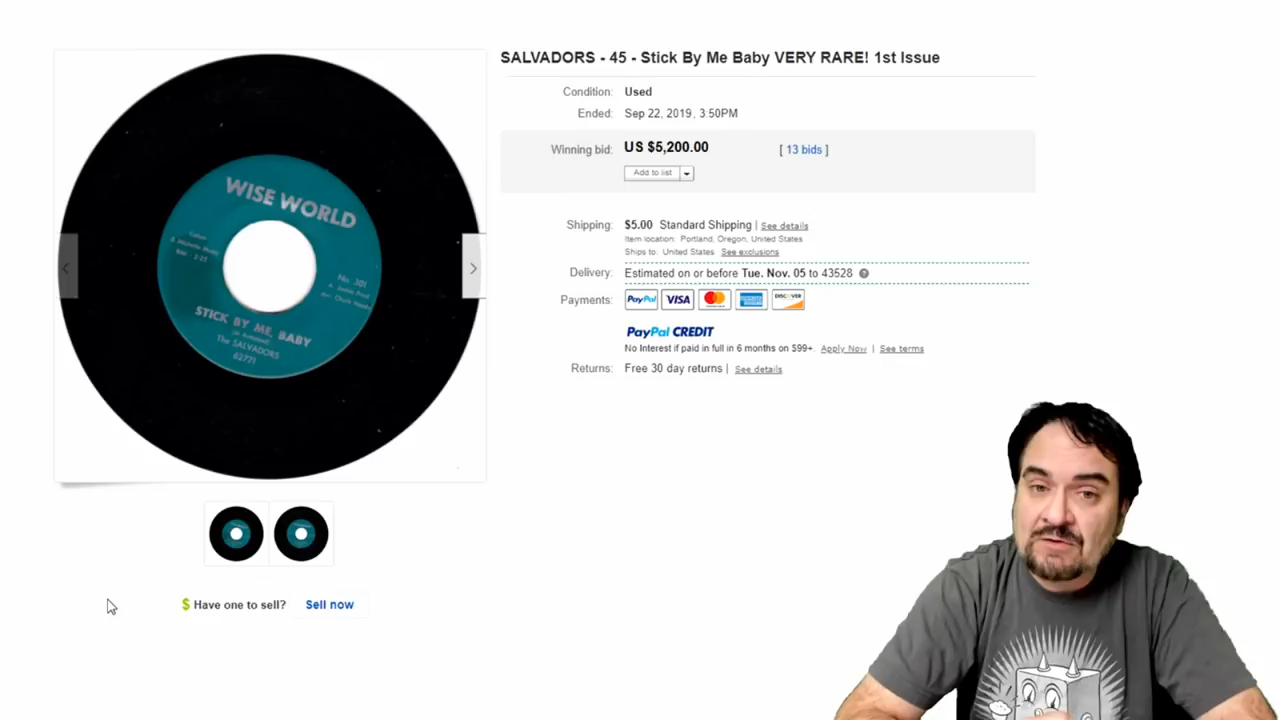 SALVADORS - 45 - Stick By Me Baby VERY RARE! 1st Issue
Condition: Used
Ended: Sep 22, 2019, 3:50PM
Winning bid: US $5,200.00 [ 13 bids ]
Add to list
Shipping: $5.00 Standard Shipping | See details
Item location: Portland, Oregon, United States
Ships to: United States See exclusions
Delivery: Estimated on or before Tue. Nov. 05 to 43528
Payments: PayPal VISA MasterCard AMERICAN EXPRESS DISCOVER
PayPal CREDIT
No Interest if paid in full in 6 months on $99+. Apply Now | See terms
Returns: Free 30 day returns | See details
WISE WORLD
No. 301
STICK BY ME, BABY
The SALVADORS
62771
$ Have one to sell? Sell now